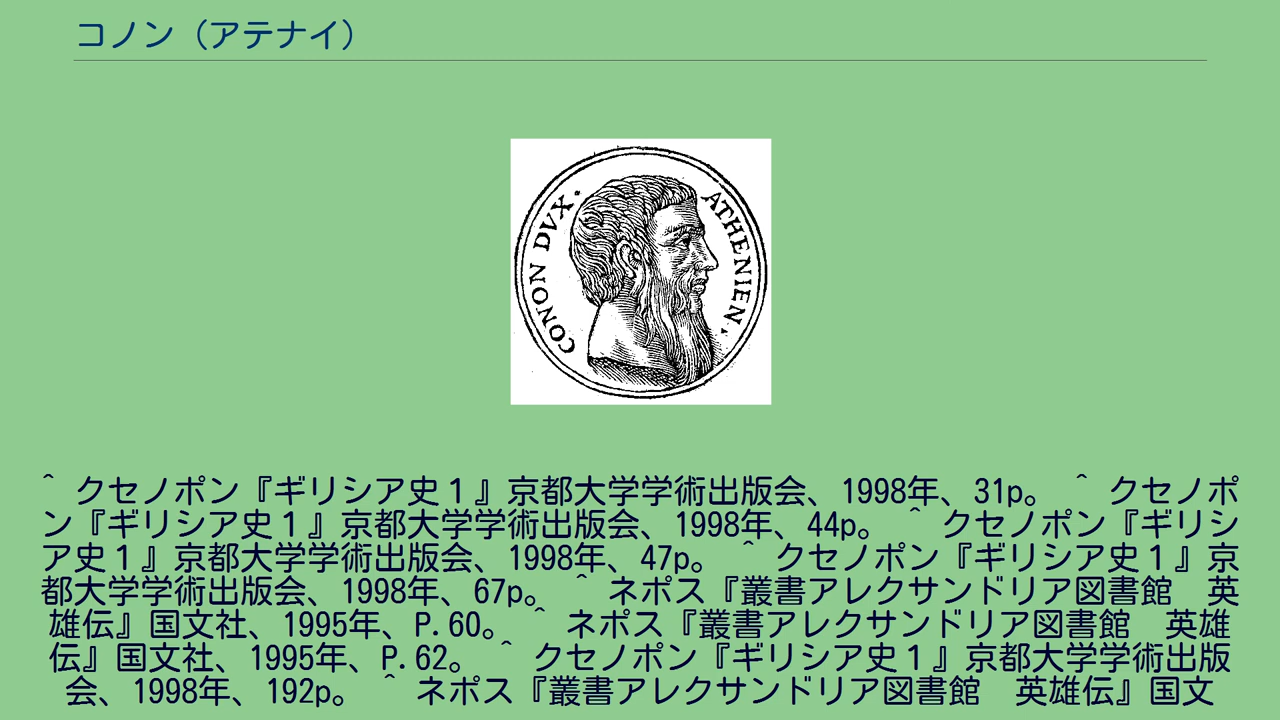 コノン（アテナイ）
CONON DVX. ATHENIEN.
^ クセノポン『ギリシア史１』京都大学学術出版会、1998年、31p。 ^ クセノポ
ン『ギリシア史１』京都大学学術出版会、1998年、44p。 ^ クセノポン『ギリシ
ア史１』京都大学学術出版会、1998年、47p。 ^ クセノポン『ギリシア史１』京
都大学学術出版会、1998年、67p。 ^ ネポス『叢書アレクサンドリア図書館　英
雄伝』国文社、1995年、P.60。 ^ ネポス『叢書アレクサンドリア図書館　英雄
伝』国文社、1995年、P.62。 ^ クセノポン『ギリシア史１』京都大学学術出版
会、1998年、192p。 ^ ネポス『叢書アレクサンドリア図書館　英雄伝』国文